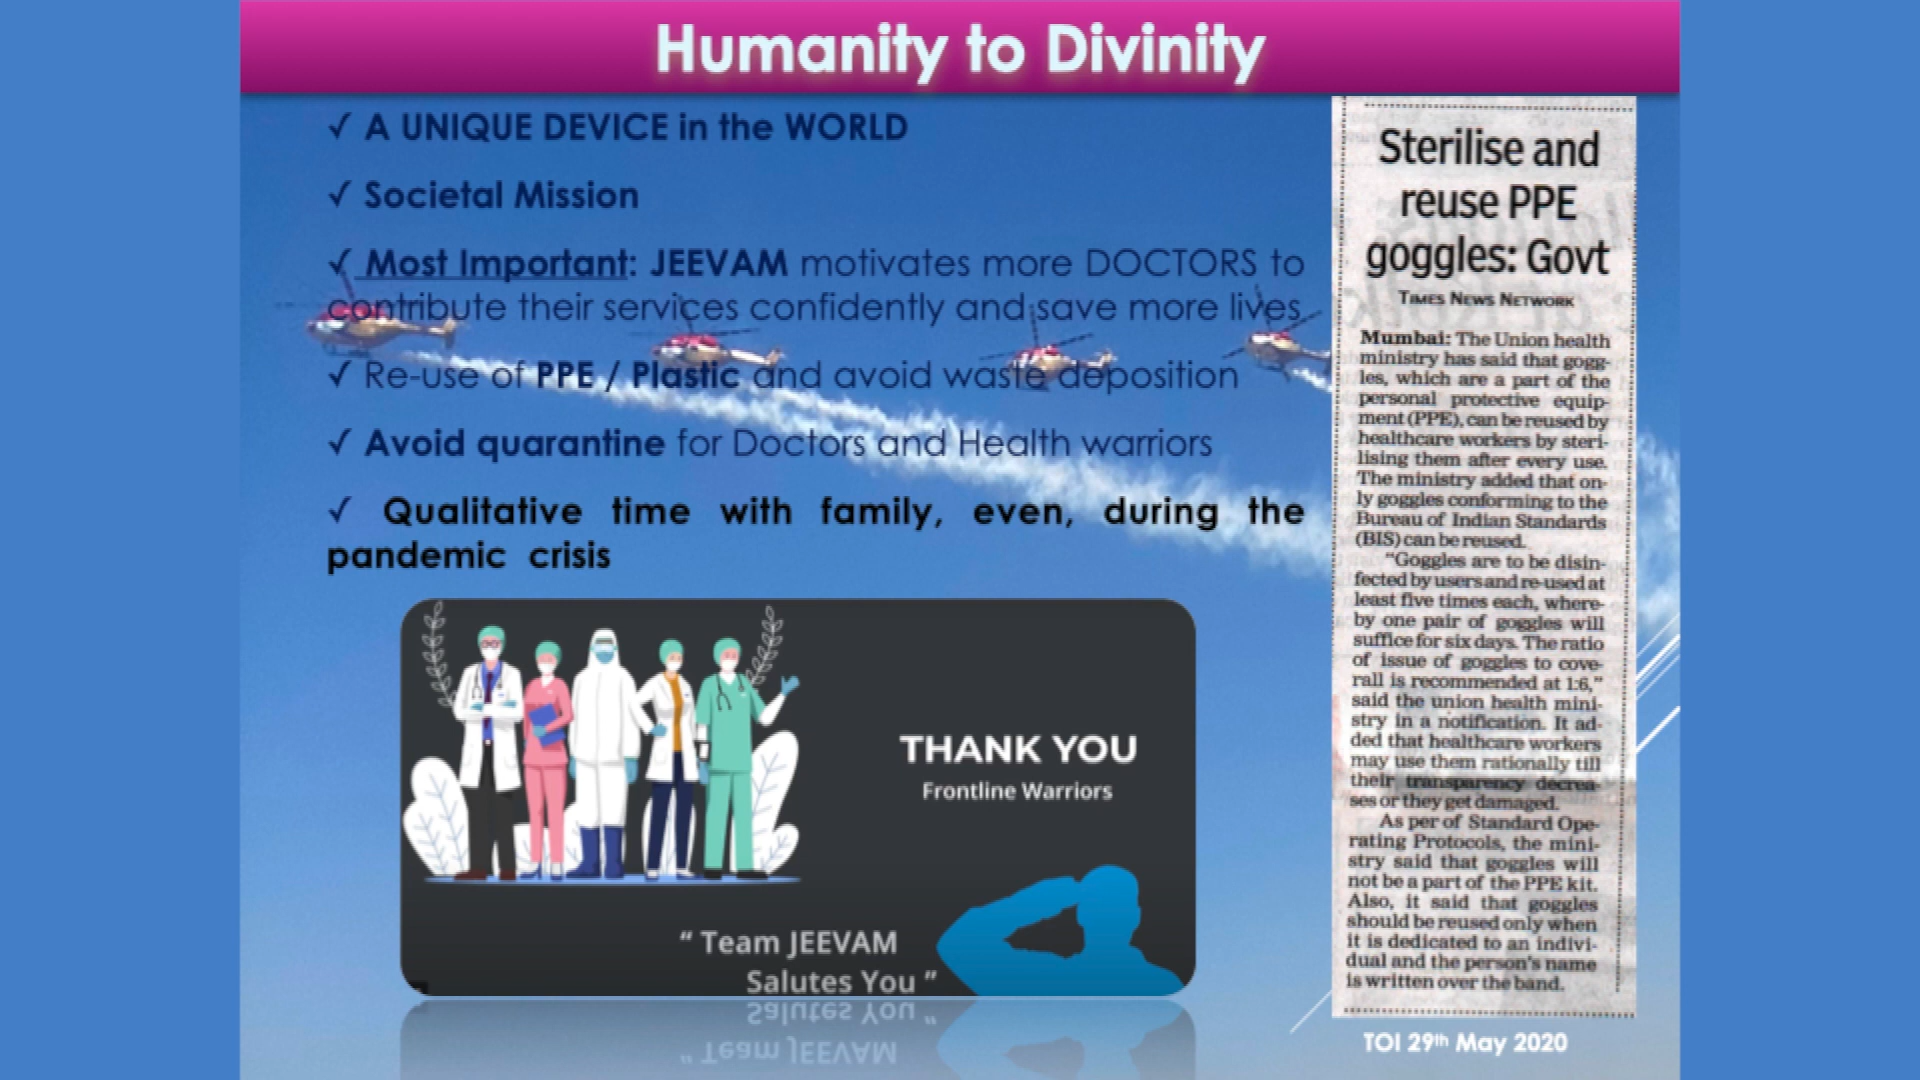 Humanity to Divinity
✓ A UNIQUE DEVICE in the WORLD
✓ Societal Mission
✓ Most Important: JEEVAM motivates more DOCTORS to
contribute their services confidently and save more lives
✓ Re-use of PPE / Plastic and avoid waste deposition
✓ Avoid quarantine for Doctors and Health warriors
✓ Qualitative time with family, even, during the
pandemic crisis
THANK YOU
Frontline Warriors
“ Team JEEVAM
Salutes You ”
Sterilise and
reuse PPE
goggles: Govt
TIMES NEWS NETWORK
Mumbai: The Union health
ministry has said that gogg-
les, which are a part of the
personal protective equip-
ment (PPE), can be reused by
healthcare workers by steri-
lising them after every use.
The ministry added that on-
ly goggles conforming to the
Bureau of Indian Standards
(BIS) can be reused.
“Goggles are to be disin-
fected by users and re-used at
least five times each, where-
by one pair of goggles will
suffice for six days. The ratio
of issue of goggles to cove-
rall is recommended at 1:6,”
said the union health mini-
stry in a notification. It ad-
ded that healthcare workers
may use them rationally till
their transparency decrea-
ses or they get damaged.
As per of Standard Ope-
rating Protocols, the mini-
stry said that goggles will
not be a part of the PPE kit.
Also, it said that goggles
should be reused only when
it is dedicated to an indivi-
dual and the person's name
is written over the band.
TOI 29th May 2020